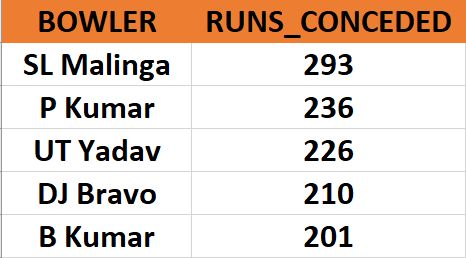 BOWLER RUNS_CONCEDED
SL Malinga 293
P Kumar 236
UT Yadav 226
DJ Bravo 210
B Kumar 201